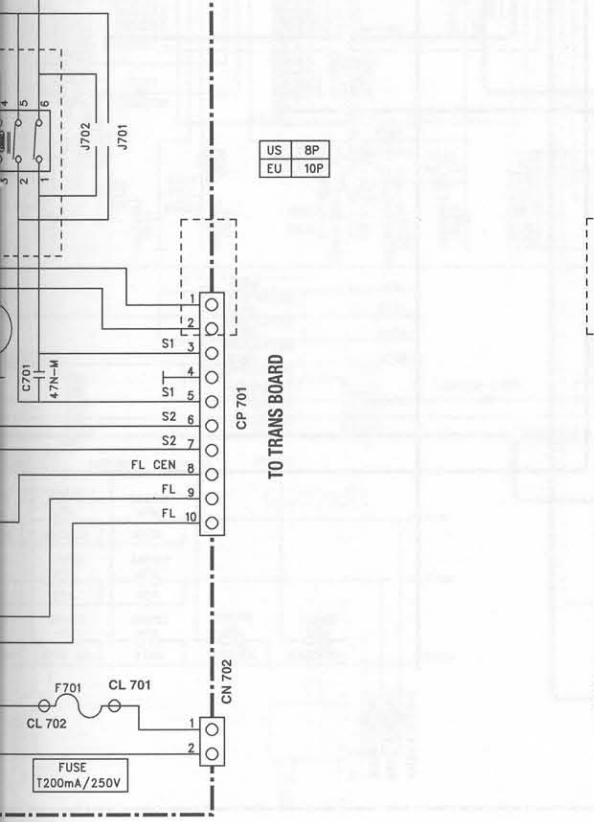 4
5
6
3
2
1
J702
J701
US 8P
EU 10P
1
2
S1 3
4
S1 5
S2 6
S2 7
FL CEN 8
FL 9
FL 10
C701
47N-M
CP 701
TO TRANS BOARD
CN 702
F701
CL 701
CL 702
1
2
FUSE
T200mA/250V